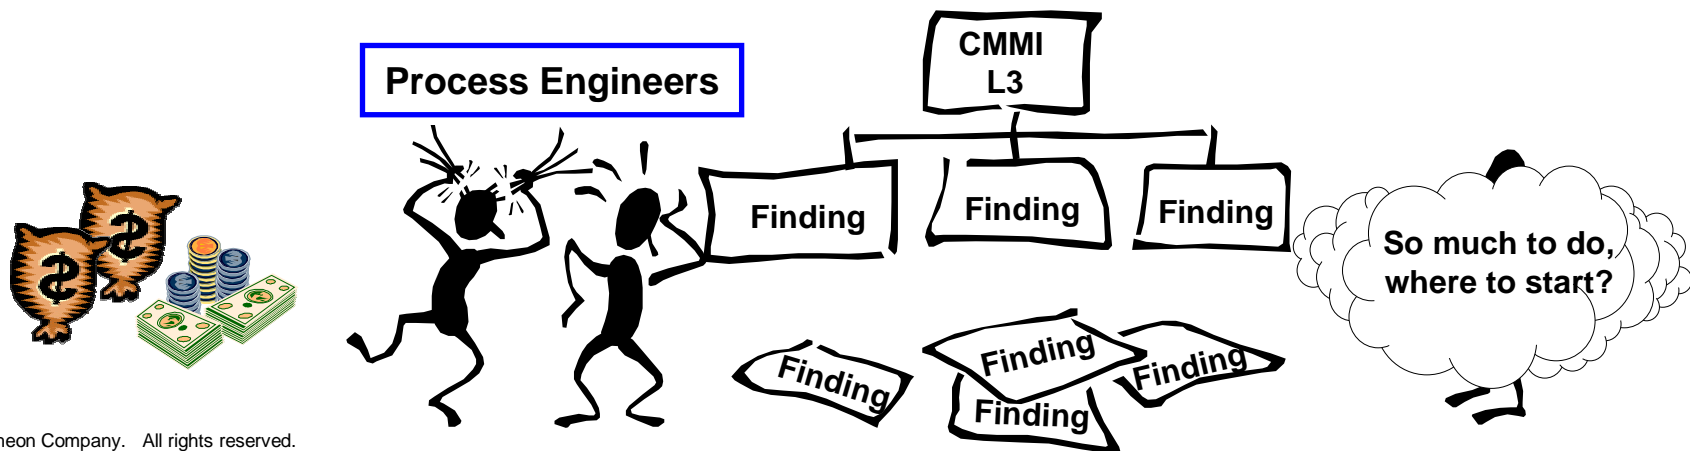 Process Engineers
CMMI
L3
Finding
Finding
Finding
So much to do,
where to start?
Finding
Finding
Finding
Finding
Company. All rights reserved.